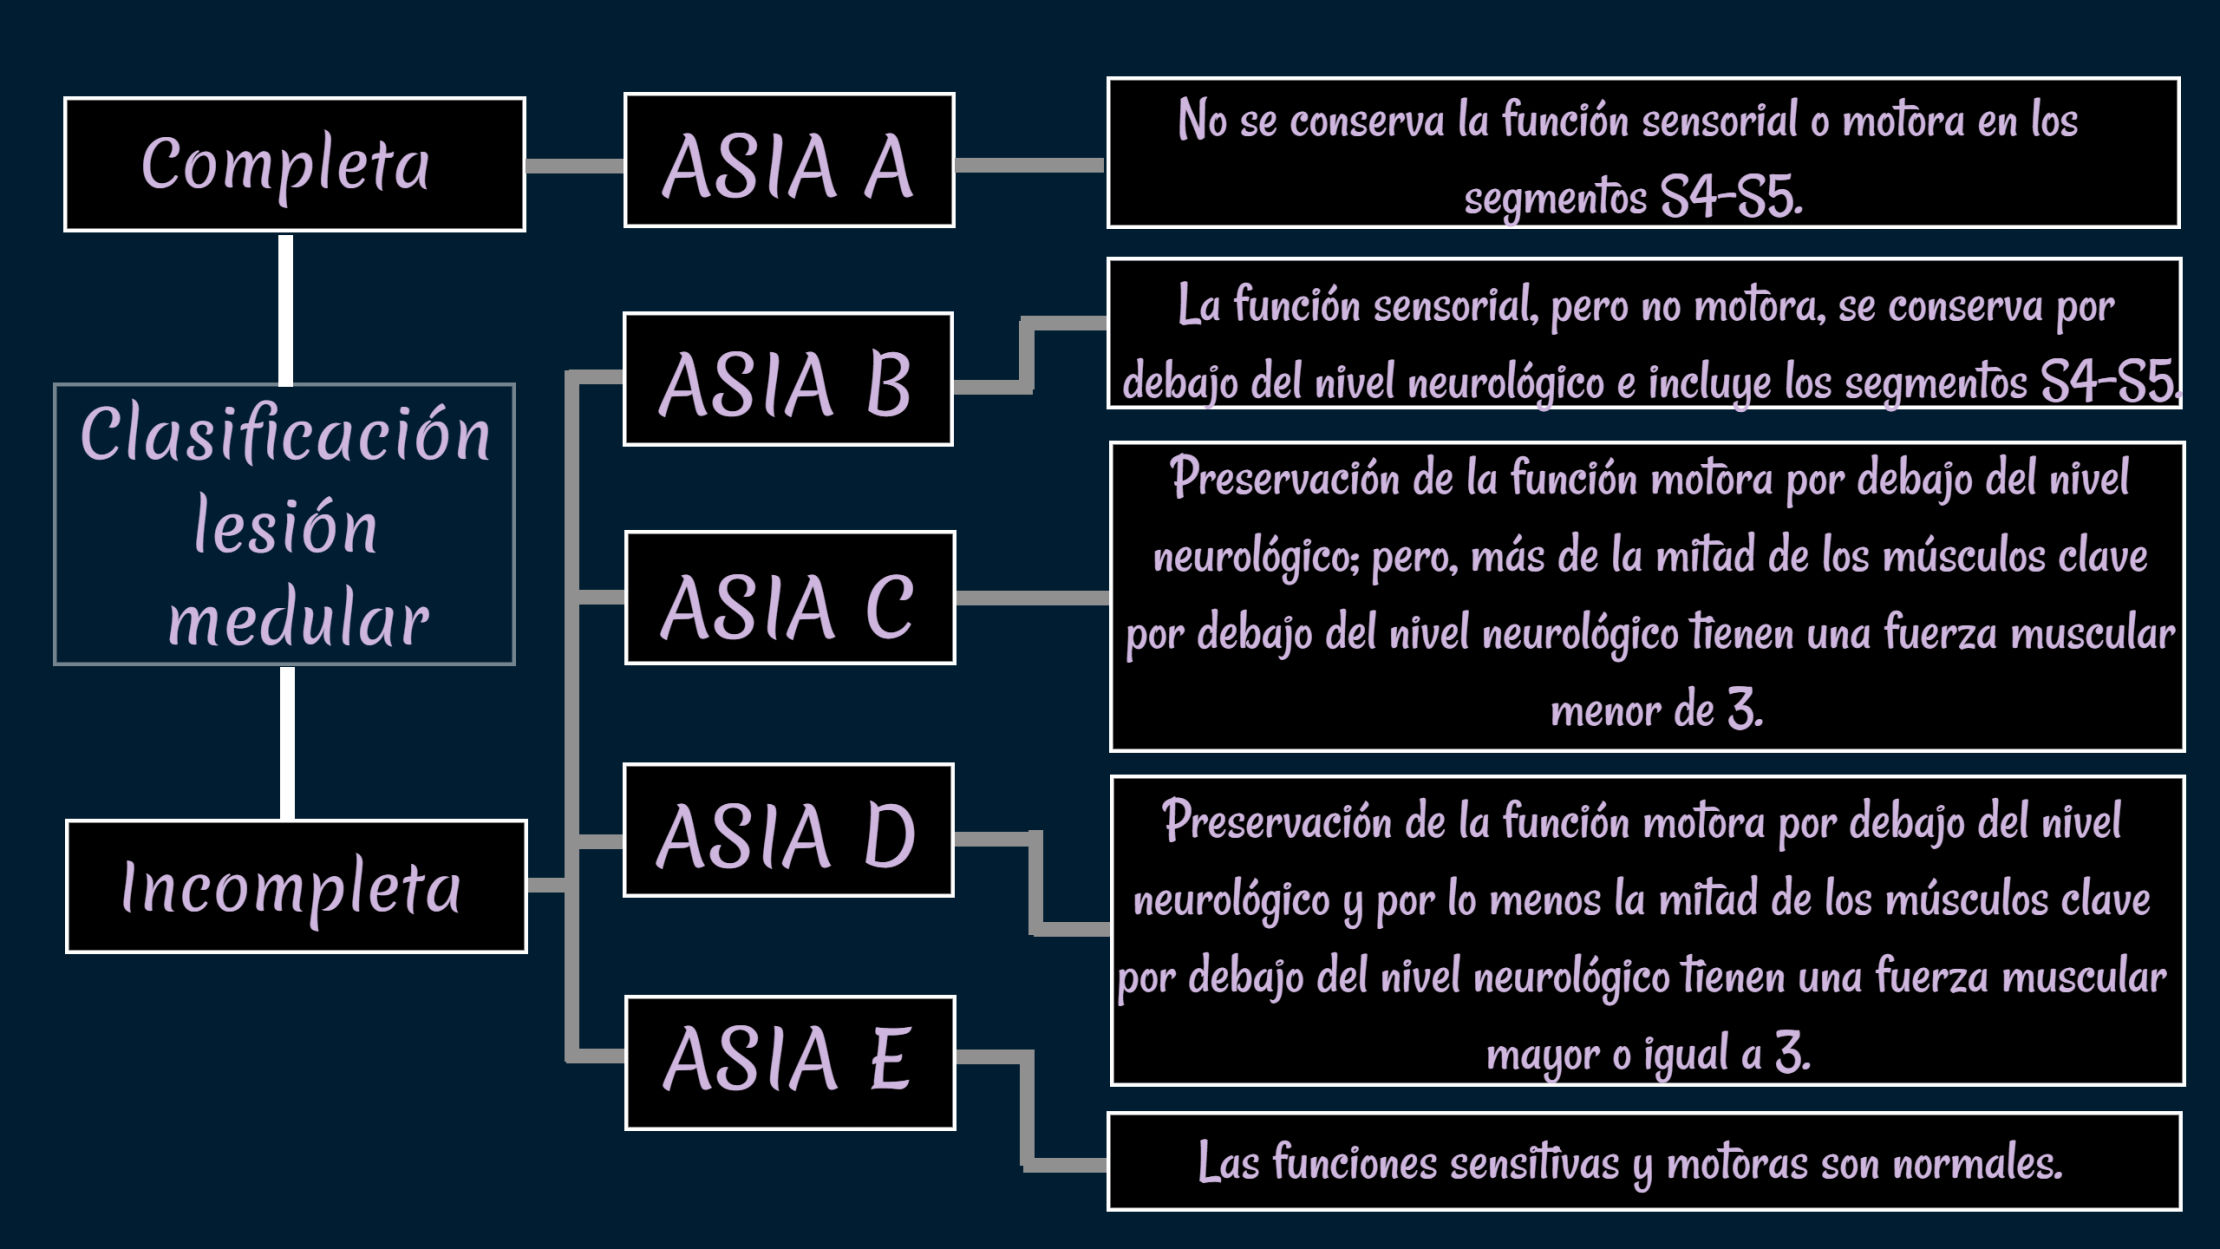 Completa
ASIA A
No se conserva la función sensorial o motora en los
segmentos S4-S5.
Clasificación
lesión
medular
ASIA B
La función sensorial, pero no motora, se conserva por
debajo del nivel neurológico e incluye los segmentos S4-S5.
ASIA C
Preservación de la función motora por debajo del nivel
neurológico; pero, más de la mitad de los músculos clave
por debajo del nivel neurológico tienen una fuerza muscular
menor de 3.
Incompleta
ASIA D
Preservación de la función motora por debajo del nivel
neurológico y por lo menos la mitad de los músculos clave
por debajo del nivel neurológico tienen una fuerza muscular
mayor o igual a 3.
ASIA E
Las funciones sensitivas y motoras son normales.